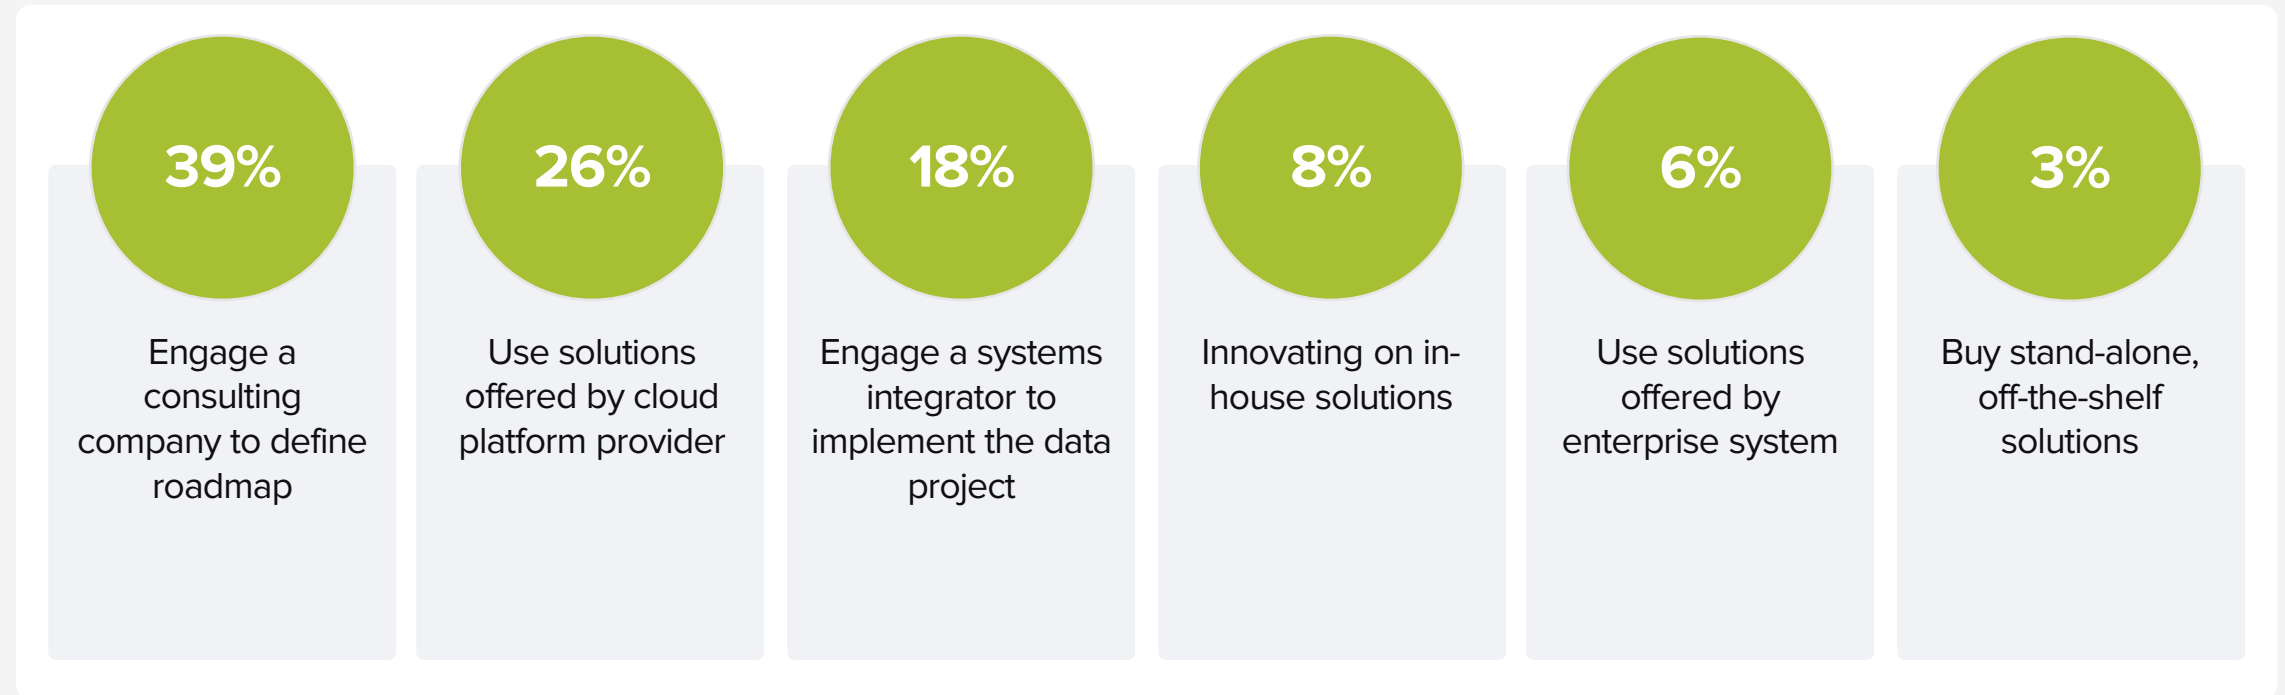 39%
Engage a
consulting
company to define
roadmap
26%
Use solutions
offered by cloud
platform provider
18%
Engage a systems
integrator to
implement the data
project
8%
Innovating on in-
house solutions
6%
Use solutions
offered by
enterprise system
3%
Buy stand-alone,
off-the-shelf
solutions